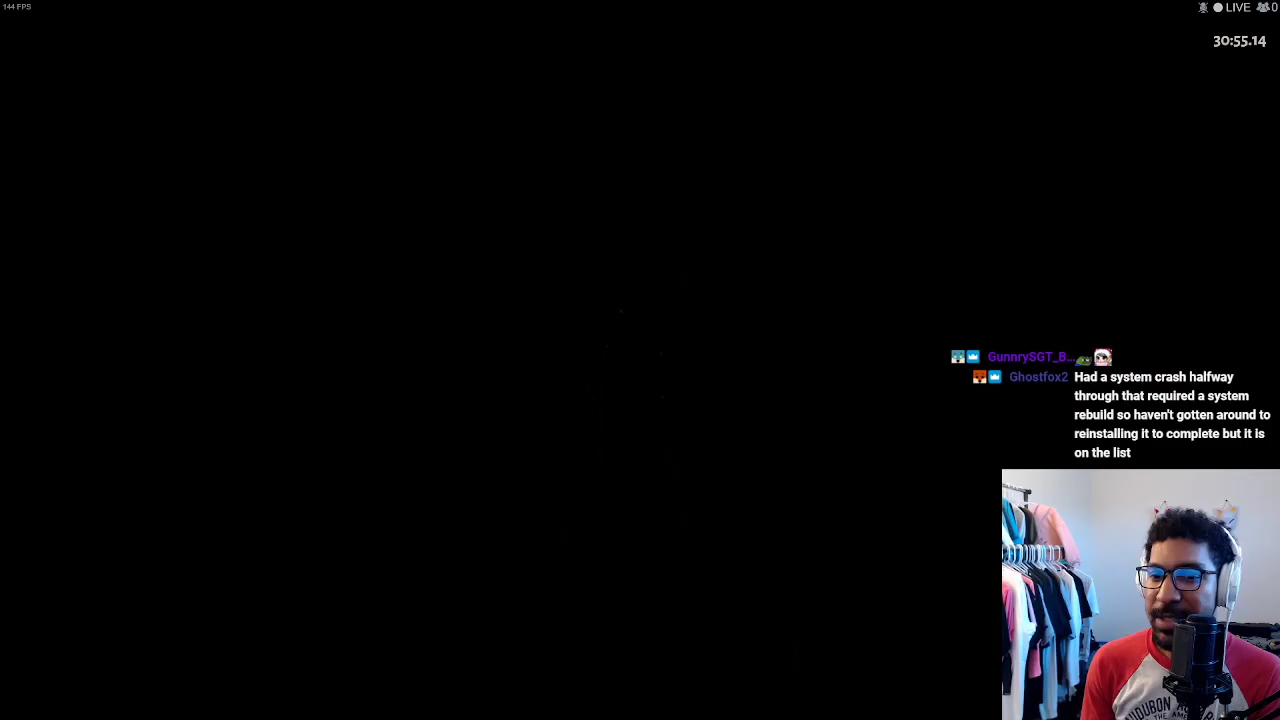 144 FPS
LIVE 0
30:55.14
GunnrySGT_B...
Ghostfox2 Had a system crash halfway
through that required a system
rebuild so haven't gotten around to
reinstalling it to complete but it is
on the list